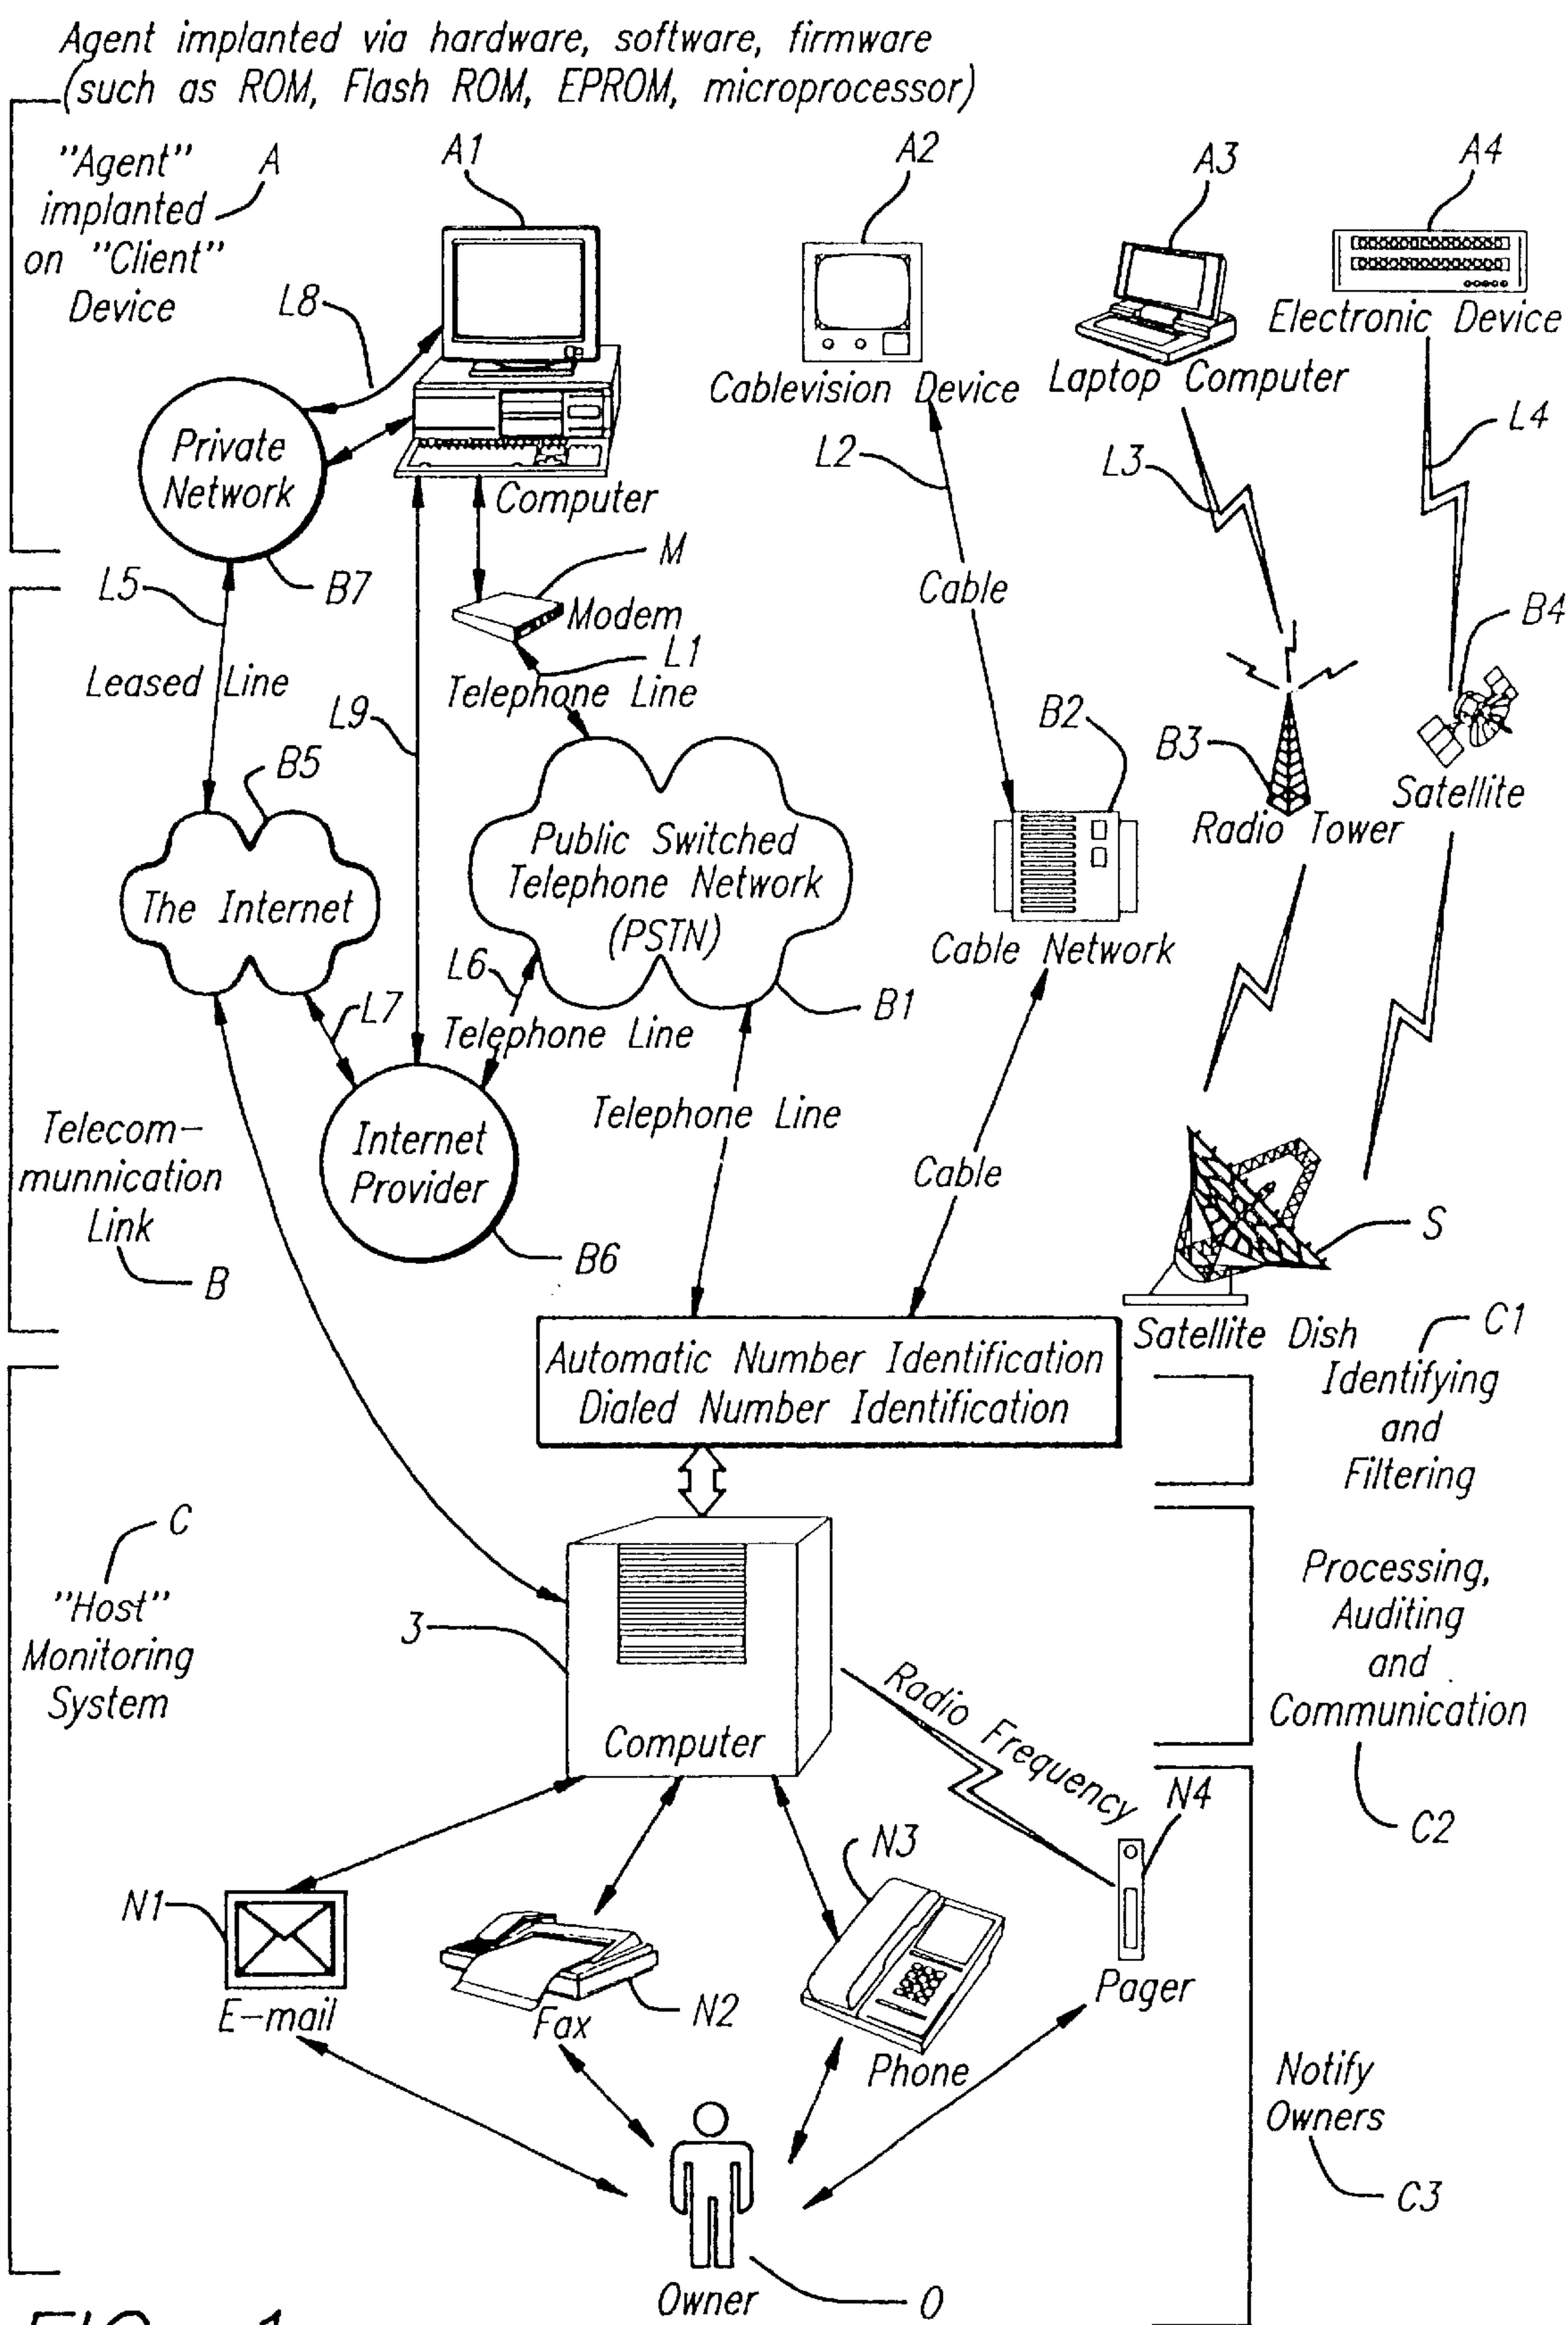 Agent implanted via hardware, software, firmware
(such as ROM, Flash ROM, EPROM, microprocessor)
"Agent"
implanted
on "Client"
Device
A
A1
A2
A3
A4
L8
Private
Network
Computer
Cablevision Device
Laptop Computer
Electronic Device
L2
L3
L4
L5
B7
M
Modem
Cable
B4
Leased Line
L1
Telephone Line
L9
B2
B3
B5
Satellite
Radio Tower
Public Switched
Telephone Network
(PSTN)
The Internet
Cable Network
L6
L7
Telephone Line
B1
Telephone Line
Internet
Provider
Cable
Telecom-
munnication
Link
B
B6
S
Satellite Dish
C1
Automatic Number Identification
Dialed Number Identification
Identifying
and
Filtering
C
"Host"
Monitoring
System
3
Computer
Radio Frequency
Processing,
Auditing
and
Communication
C2
N1
E-mail
Fax
N2
N3
Phone
N4
Pager
Notify
Owners
C3
Owner
O
FIG. 1